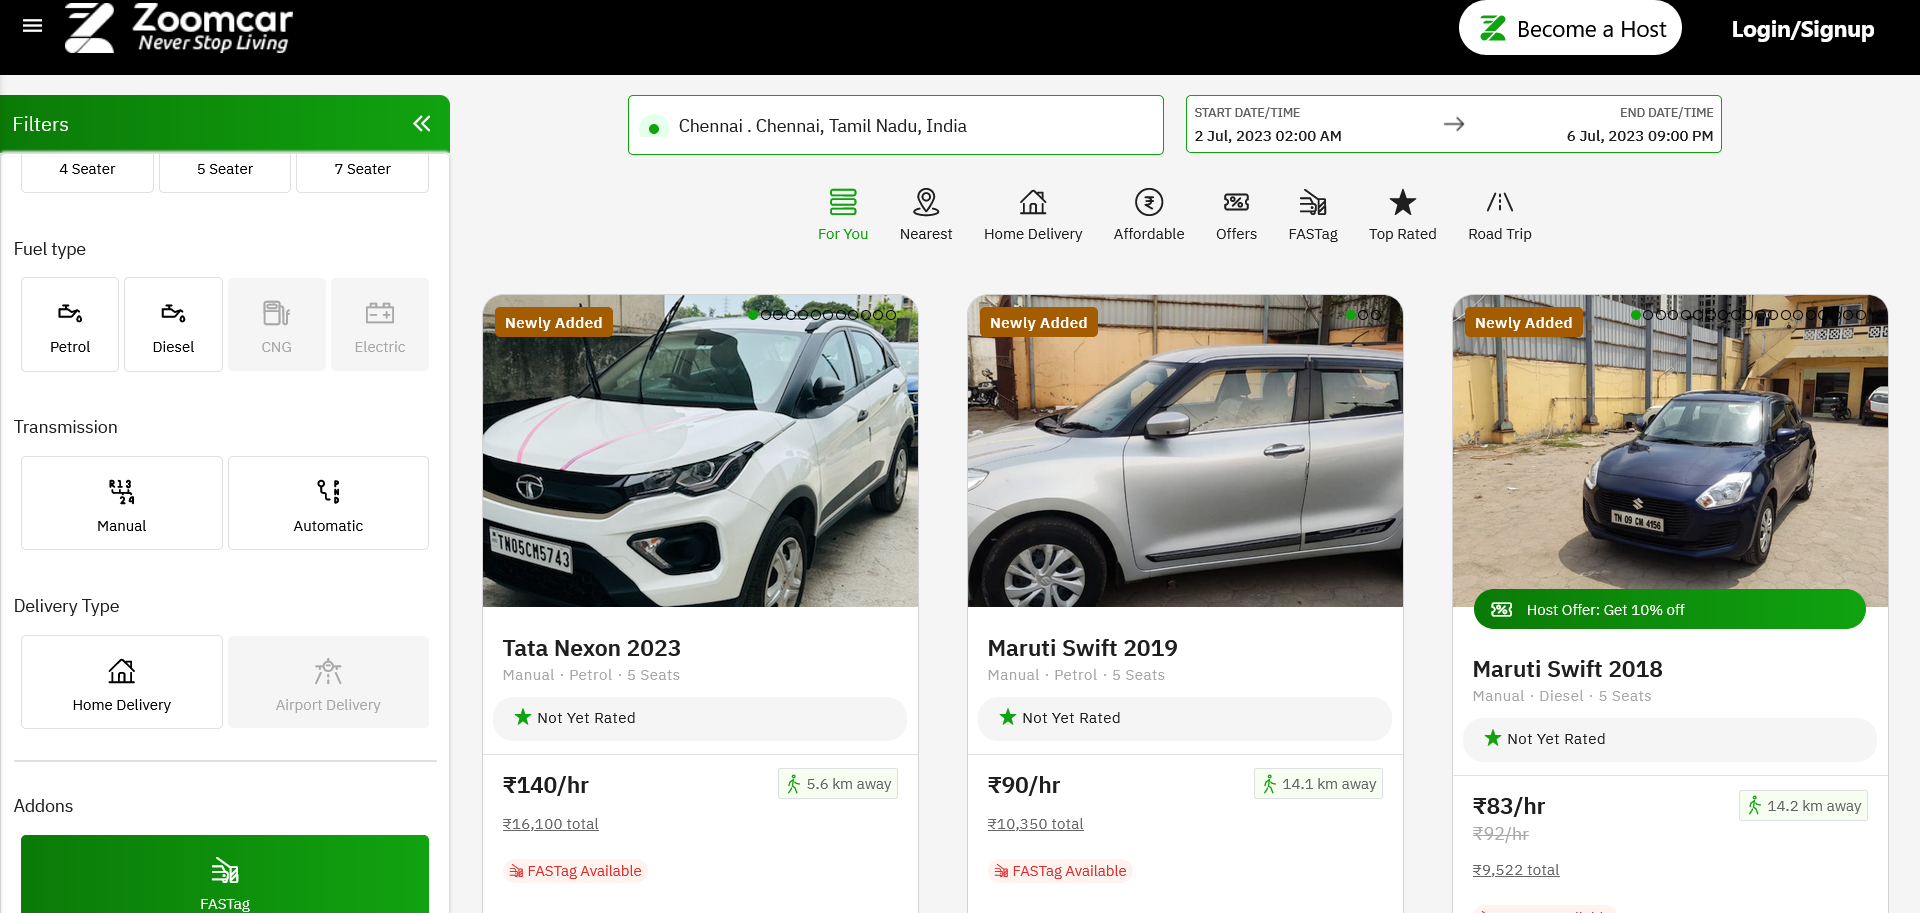 Zoomcar
Never Stop Living
Become a Host
Login/Signup
Filters
4 Seater
5 Seater
7 Seater
Fuel type
Petrol
Diesel
CNG
Electric
Transmission
R 1 3
2 4
Manual
P
N
D
Automatic
Delivery Type
Home Delivery
Airport Delivery
Addons
FASTag
Chennai . Chennai, Tamil Nadu, India
START DATE/TIME
2 Jul, 2023 02:00 AM
END DATE/TIME
6 Jul, 2023 09:00 PM
For You
Nearest
Home Delivery
₹
Affordable
%
Offers
FASTag
Top Rated
Road Trip
Newly Added
TN05CM5743
Tata Nexon 2023
Manual · Petrol · 5 Seats
Not Yet Rated
₹140/hr
5.6 km away
₹16,100 total
FASTag Available
Newly Added
Maruti Swift 2019
Manual · Petrol · 5 Seats
Not Yet Rated
₹90/hr
14.1 km away
₹10,350 total
FASTag Available
Newly Added
TN 09 CM 4156
% Host Offer: Get 10% off
Maruti Swift 2018
Manual · Diesel · 5 Seats
Not Yet Rated
₹83/hr
14.2 km away
₹92/hr
₹9,522 total